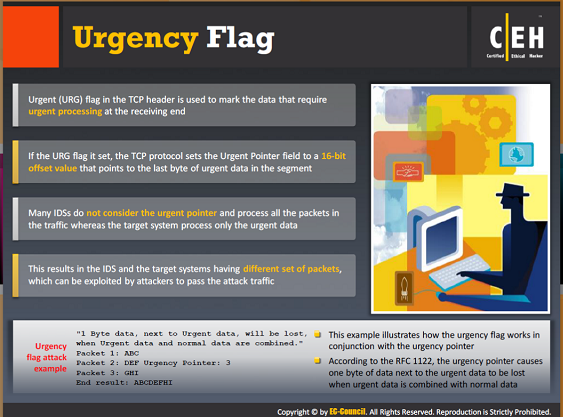 Urgency Flag
C|EH
Certified Ethical Hacker
Urgent (URG) flag in the TCP header is used to mark the data that require
urgent processing at the receiving end
If the URG flag it set, the TCP protocol sets the Urgent Pointer field to a 16-bit
offset value that points to the last byte of urgent data in the segment
Many IDSs do not consider the urgent pointer and process all the packets in
the traffic whereas the target system process only the urgent data
This results in the IDS and the target systems having different set of packets,
which can be exploited by attackers to pass the attack traffic
Urgency
flag attack
example
"1 Byte data, next to Urgent data, will be lost,
when Urgent data and normal data are combined."
Packet 1: ABC
Packet 2: DEF Urgency Pointer: 3
Packet 3: GHI
End result: ABCDEFHI
This example illustrates how the urgency flag works in
conjunction with the urgency pointer
According to the RFC 1122, the urgency pointer causes
one byte of data next to the urgent data to be lost
when urgent data is combined with normal data
Copyright © by EC-Council. All Rights Reserved. Reproduction is Strictly Prohibited.